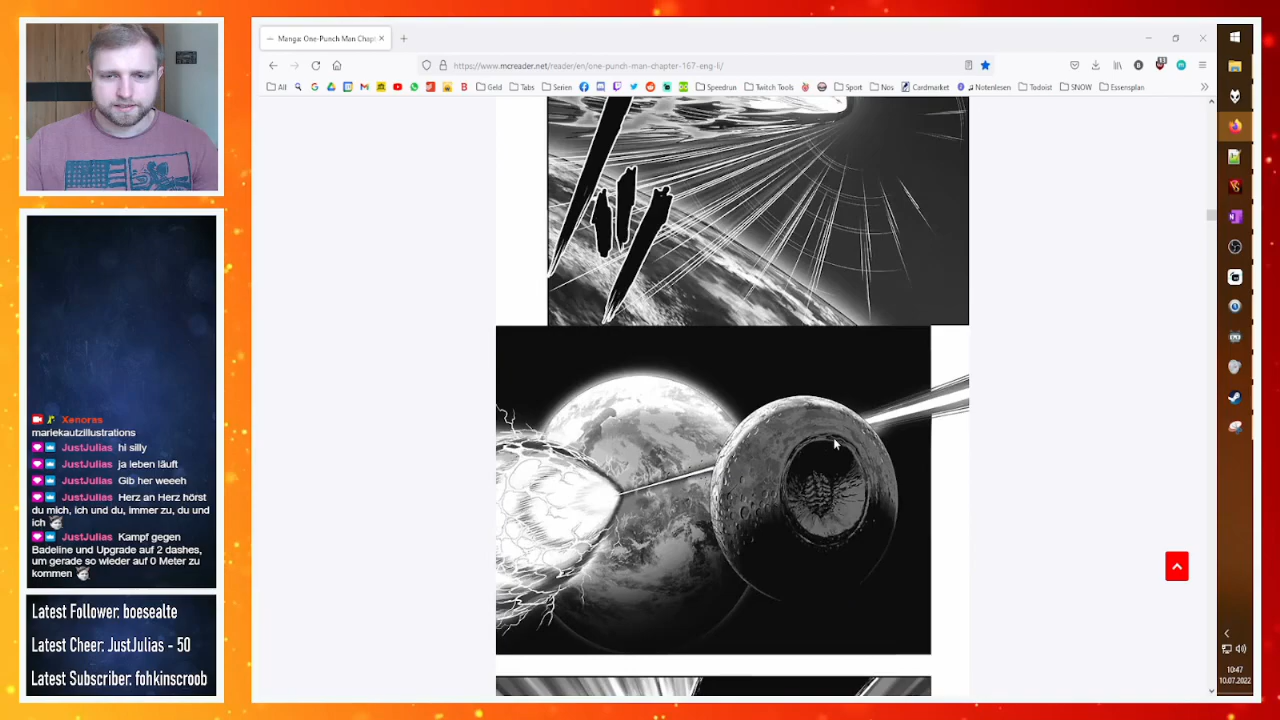 Manga: One-Punch Man Chap
https://www.mcreader.net/reader/en/one-punch-man-chapter-167-eng-li/
All
Geld
Tabs
Serien
Speedrun
Twitch Tools
Sport
Nos
Cardmarket
Notenlesen
Todoist
SNOW
Essensplan
Xenoras
mariekautzillustrations
JustJulias hi silly
JustJulias ja leben läuft
JustJulias Gib her weeeh
JustJulias Herz an Herz hörst
du mich, ich und du, immer zu, du und
ich
JustJulias Kampf gegen
Badeline und Upgrade auf 2 dashes,
um gerade so wieder auf 0 Meter zu
kommen
Latest Follower: boesealte
Latest Cheer: JustJulias - 50
Latest Subscriber: fohkinscroob
10:47
10.07.2022